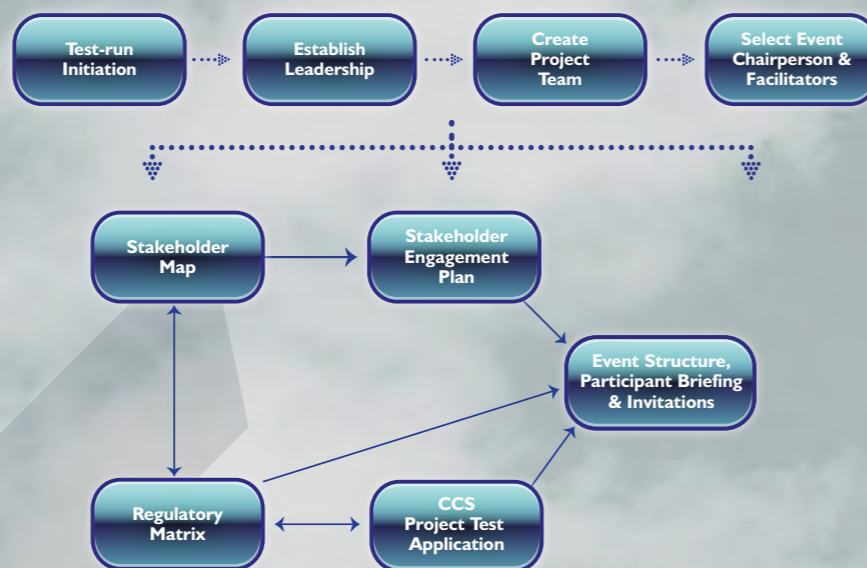 Test-run
Initiation
Establish
Leadership
Create
Project
Team
Select Event
Chairperson &
Facilitators
Stakeholder
Map
Stakeholder
Engagement
Plan
Event Structure,
Participant Briefing
& Invitations
Regulatory
Matrix
CCS
Project Test
Application